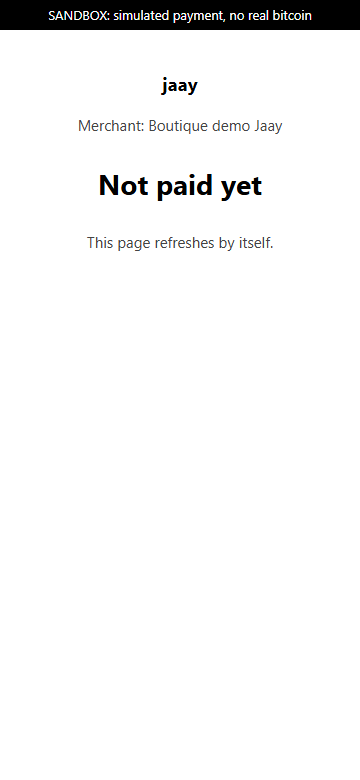 SANDBOX: simulated payment, no real bitcoin
jaay
Merchant: Boutique demo Jaay
Not paid yet
This page refreshes by itself.